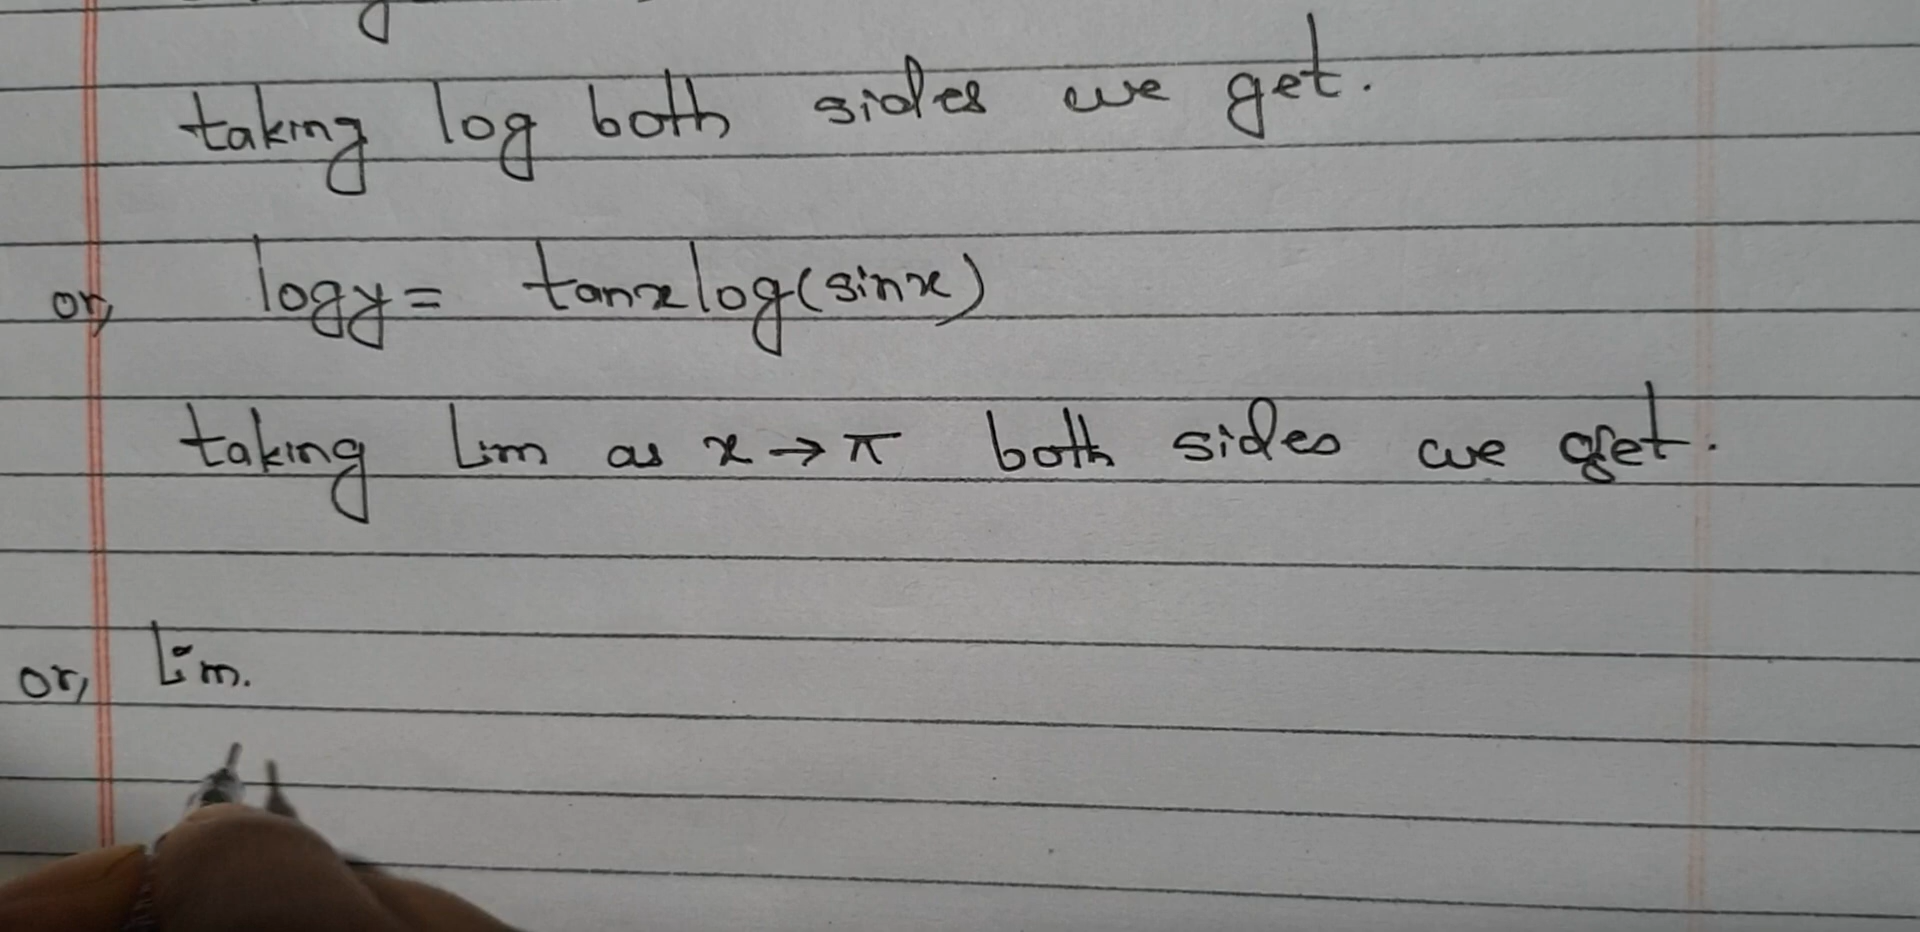 taking log both sides we get.
or, logy = tanx log(sinx)
taking Lim as x → π both sides we get.
or, Lim.